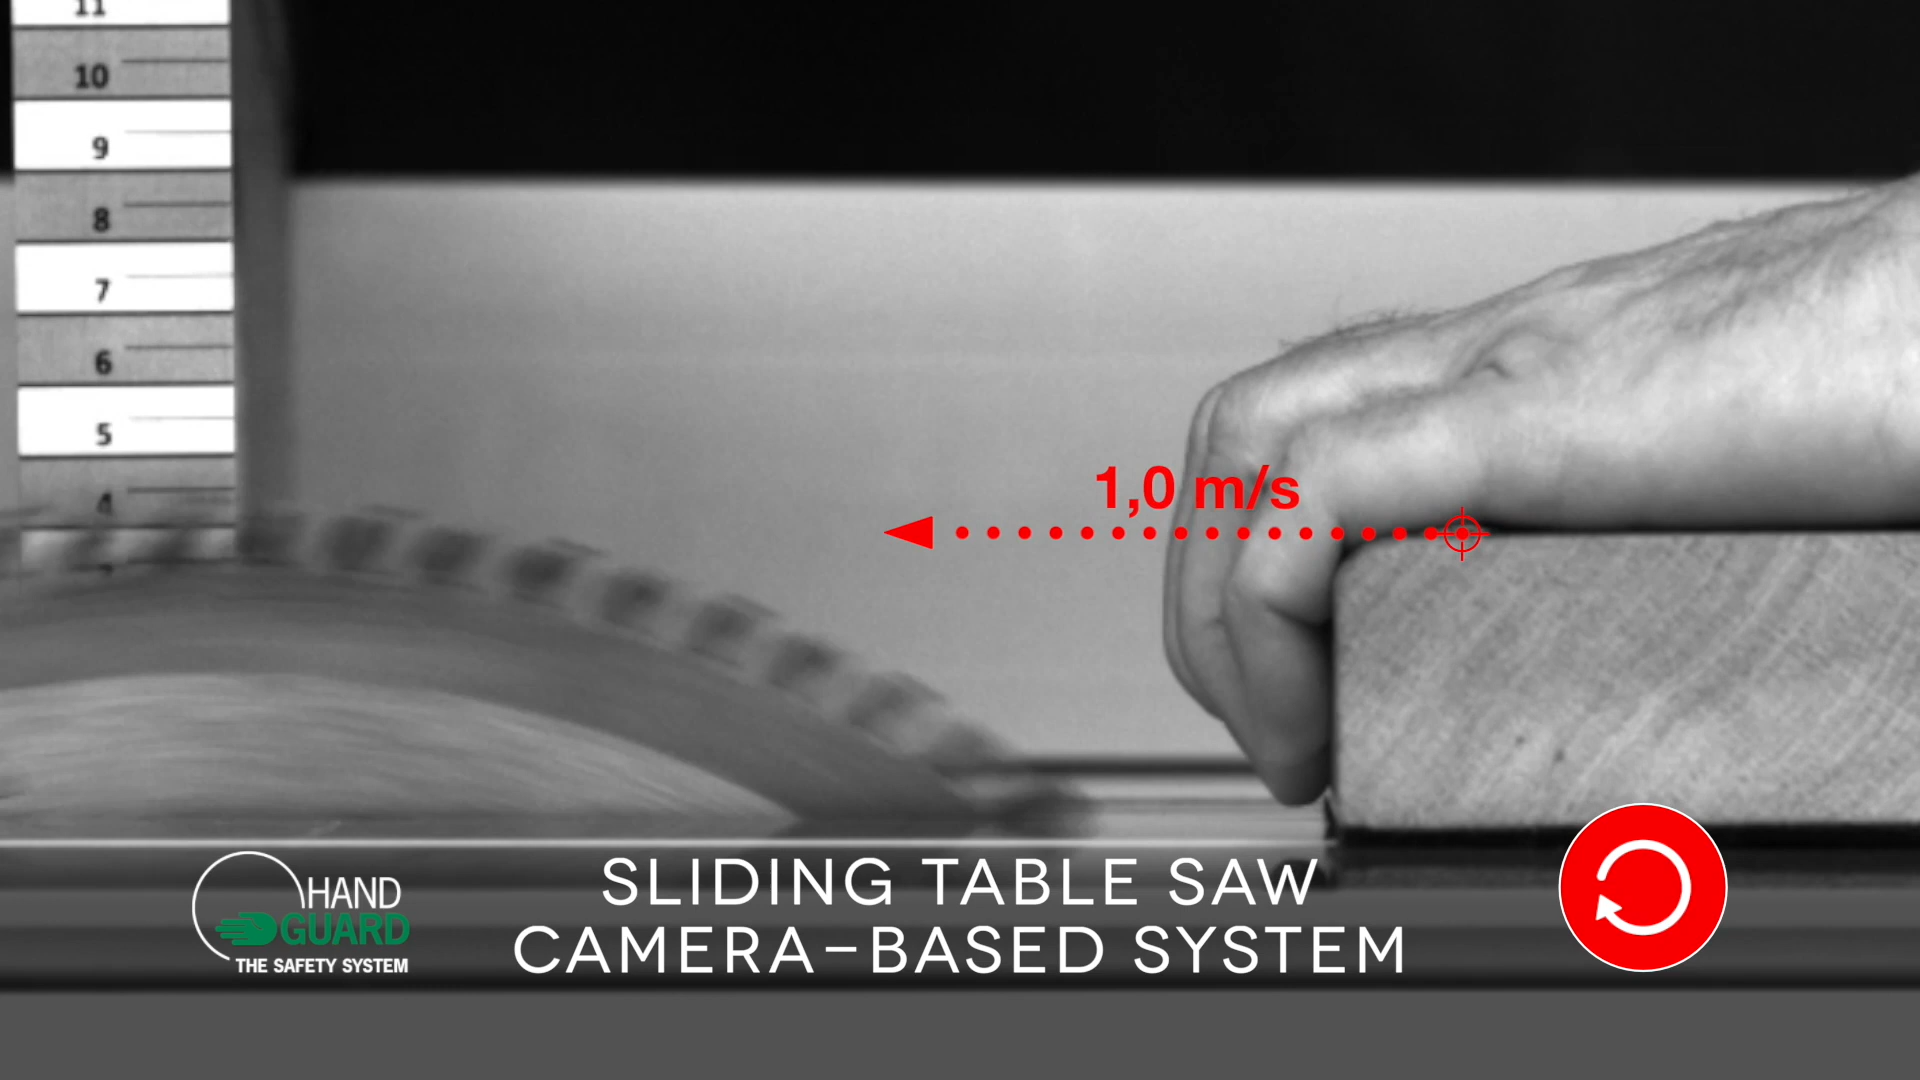 11
10
9
8
7
6
5
4
1,0 m/s
HAND
GUARD
THE SAFETY SYSTEM
SLIDING TABLE SAW
CAMERA-BASED SYSTEM